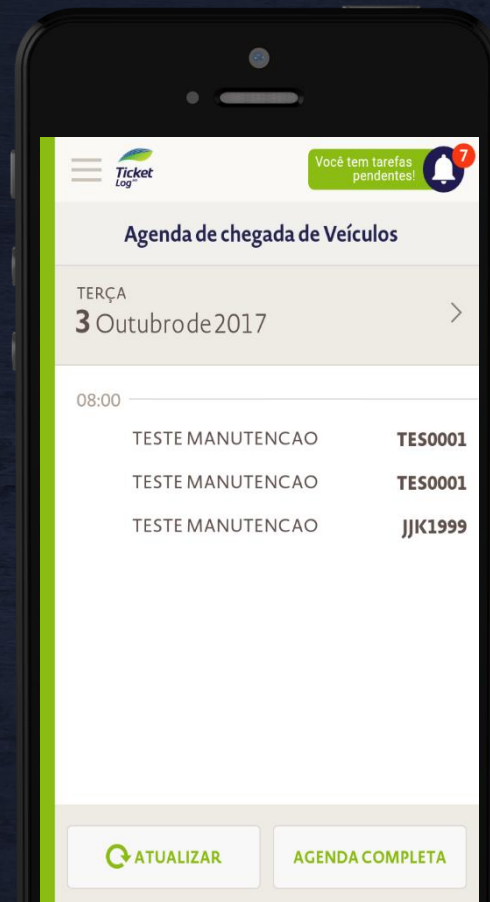 Ticket
Log
Você tem tarefas
pendentes!
7
Agenda de chegada de Veículos
TERÇA
3 Outubro de 2017
08:00
TESTE MANUTENCAO TES0001
TESTE MANUTENCAO TES0001
TESTE MANUTENCAO JJK1999
ATUALIZAR
AGENDA COMPLETA